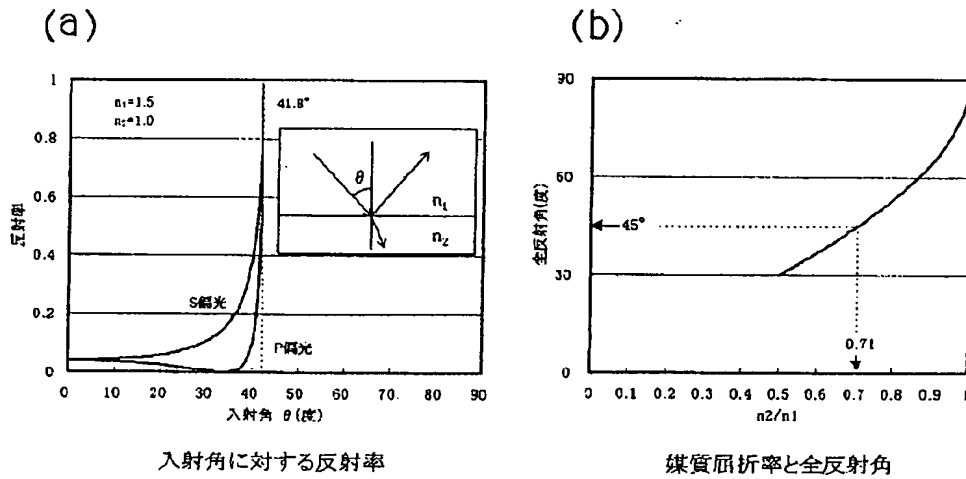 (a)
反射率
1
0.8
0.6
0.4
0.2
0
n₁=1.5
n₂=1.0
41.8°
θ
n₁
n₂
S偏光
P偏光
0 10 20 30 40 50 60 70 80 90
入射角 θ(度)
入射角に対する反射率
(b)
全反射角(度)
90
60
30
0
45°
0.71
0 0.1 0.2 0.3 0.4 0.5 0.6 0.7 0.8 0.9 1
n2/n1
媒質屈折率と全反射角